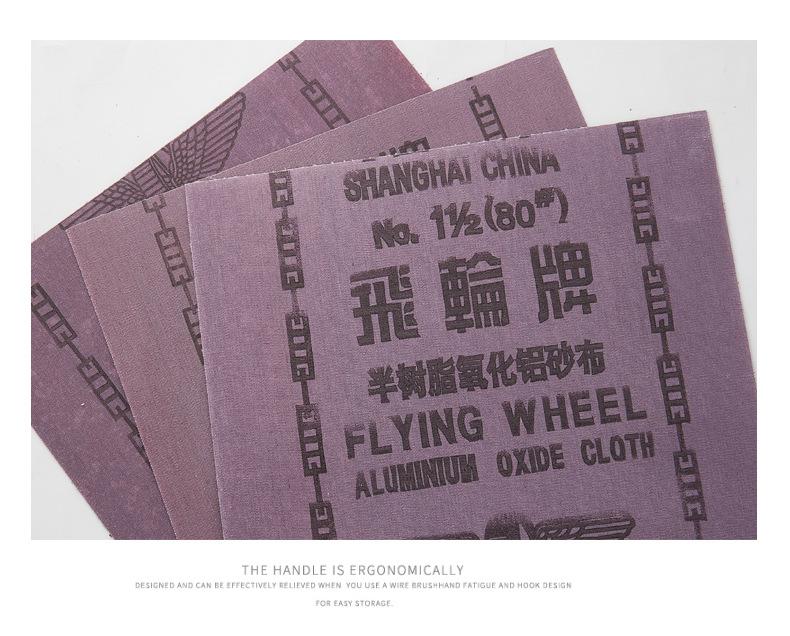 SHANGHAI CHINA
No. 1½(80#)
飛輪牌
半树脂氧化铝砂布
FLYING WHEEL
ALUMINIUM OXIDE CLOTH
THE HANDLE IS ERGONOMICALLY
DESIGNED AND CAN BE EFFECTIVELY RELIEVED WHEN YOU USE A WIRE BRUSHHAND FATIGUE AND HOOK DESIGN
FOR EASY STORAGE.